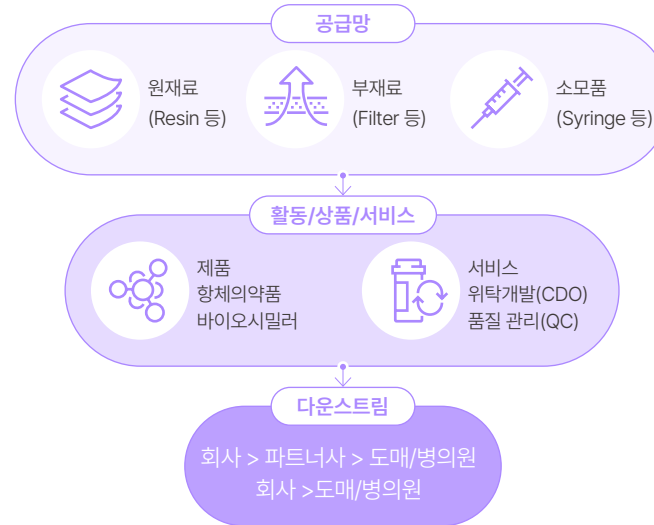 공급망
원재료
(Resin 등)
부재료
(Filter 등)
소모품
(Syringe 등)
활동/상품/서비스
제품
항체의약품
바이오시밀러
서비스
위탁개발(CDO)
품질 관리(QC)
다운스트림
회사 > 파트너사 > 도매/병의원
회사 >도매/병의원